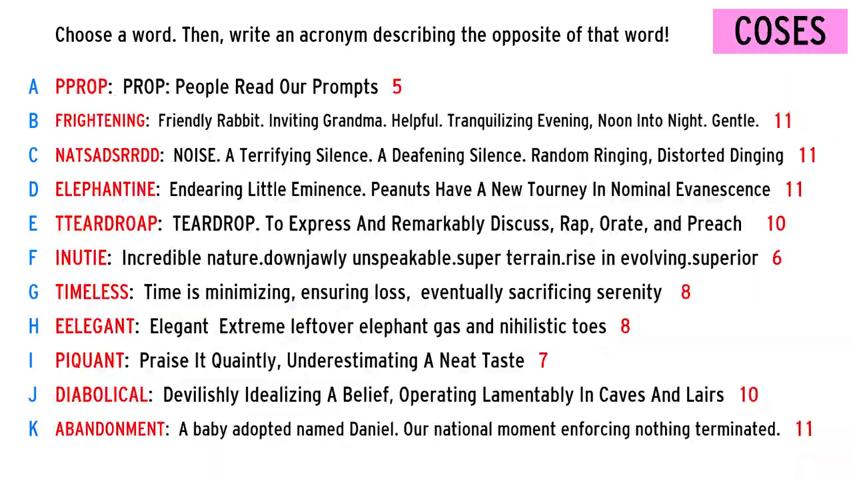 Choose a word. Then, write an acronym describing the opposite of that word!
COSES
A PPROP: PROP: People Read Our Prompts 5
B FRIGHTENING: Friendly Rabbit. Inviting Grandma. Helpful. Tranquilizing Evening, Noon Into Night. Gentle. 11
C NATSADSRRDD: NOISE. A Terrifying Silence. A Deafening Silence. Random Ringing, Distorted Dinging 11
D ELEPHANTINE: Endearing Little Eminence. Peanuts Have A New Tourney In Nominal Evanescence 11
E TTEARDROAP: TEARDROP. To Express And Remarkably Discuss, Rap, Orate, and Preach 10
F INUTIE: Incredible nature.downjawly unspeakable.super terrain.rise in evolving.superior 6
G TIMELESS: Time is minimizing, ensuring loss, eventually sacrificing serenity 8
H EELEGANT: Elegant Extreme leftover elephant gas and nihilistic toes 8
I PIQUANT: Praise It Quaintly, Underestimating A Neat Taste 7
J DIABOLICAL: Devilishly Idealizing A Belief, Operating Lamentably In Caves And Lairs 10
K ABANDONMENT: A baby adopted named Daniel. Our national moment enforcing nothing terminated. 11